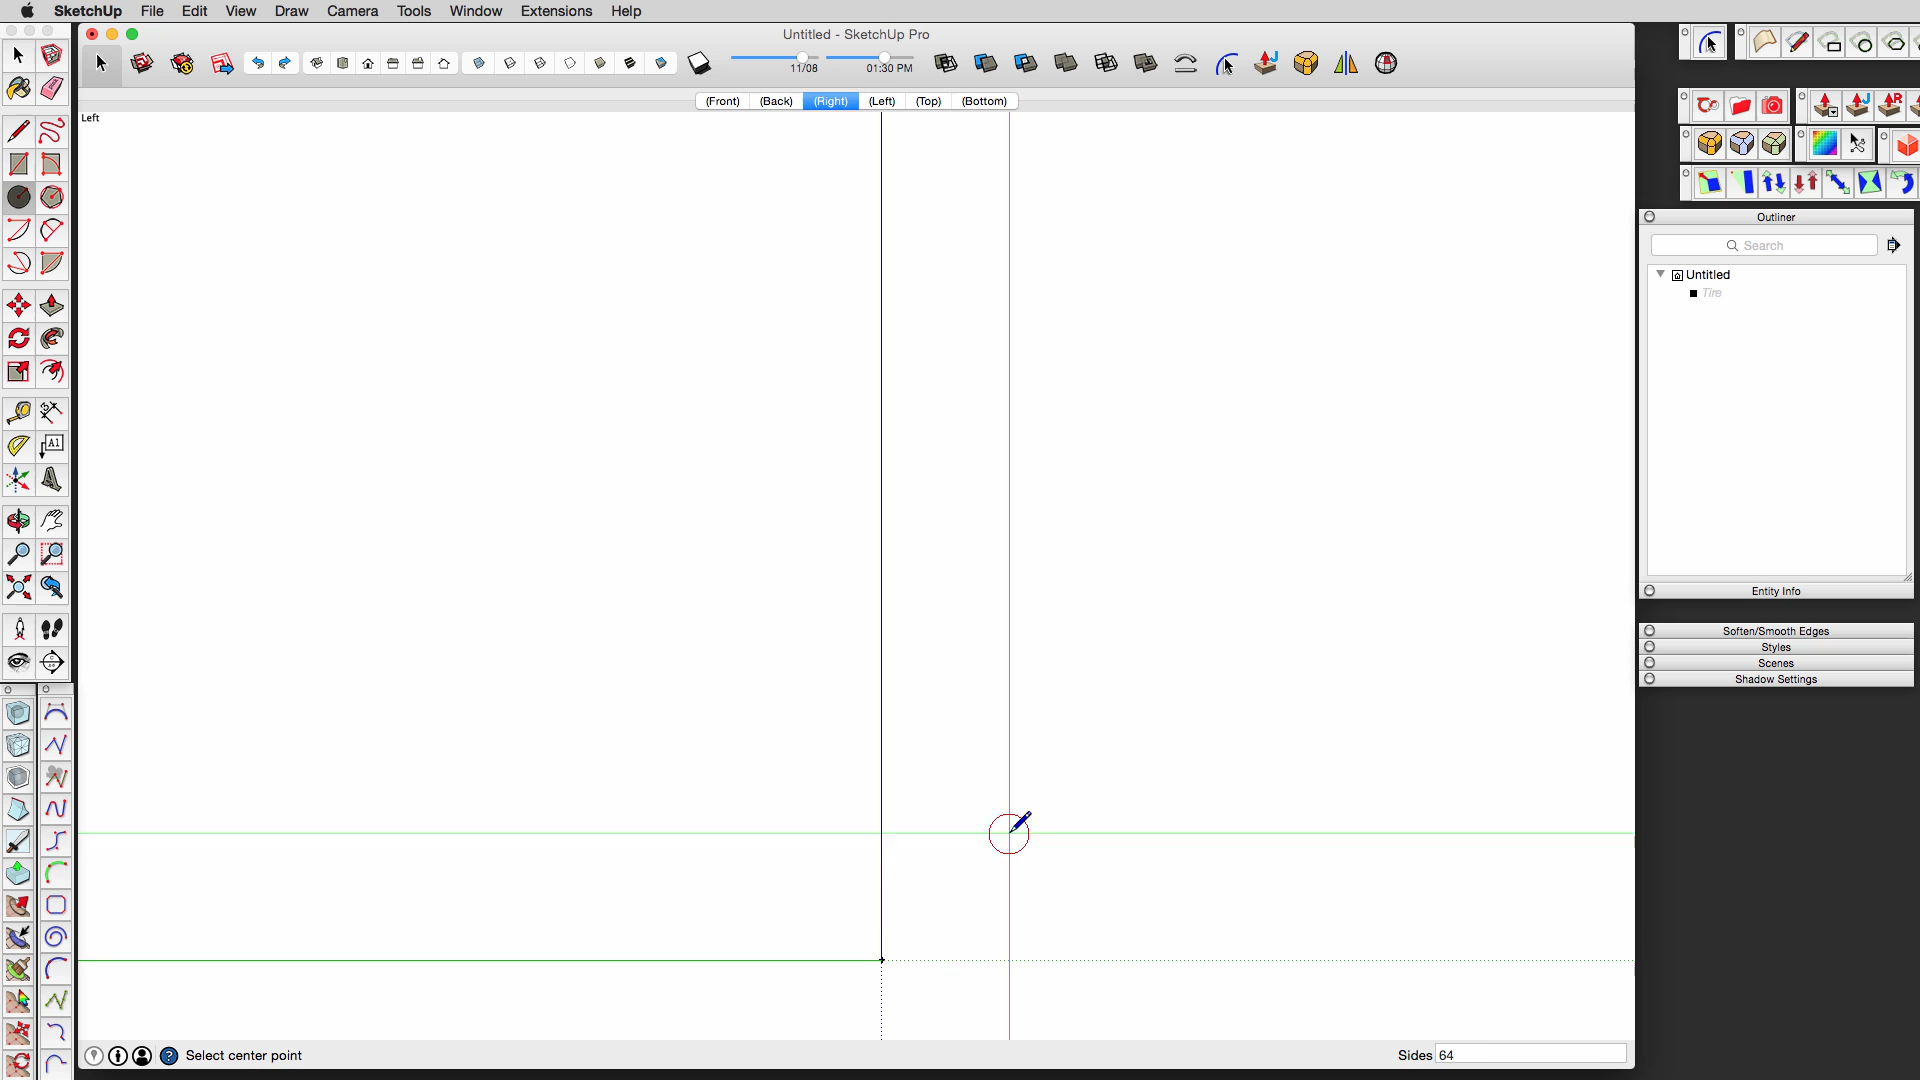 SketchUp File Edit View Draw Camera Tools Window Extensions Help
Untitled - SketchUp Pro
11/08 01:30 PM
(Front) (Back) (Right) (Left) (Top) (Bottom)
Left
A1
Outliner
Search
Untitled
Tire
Entity Info
Soften/Smooth Edges
Styles
Scenes
Shadow Settings
Select center point
Sides 64